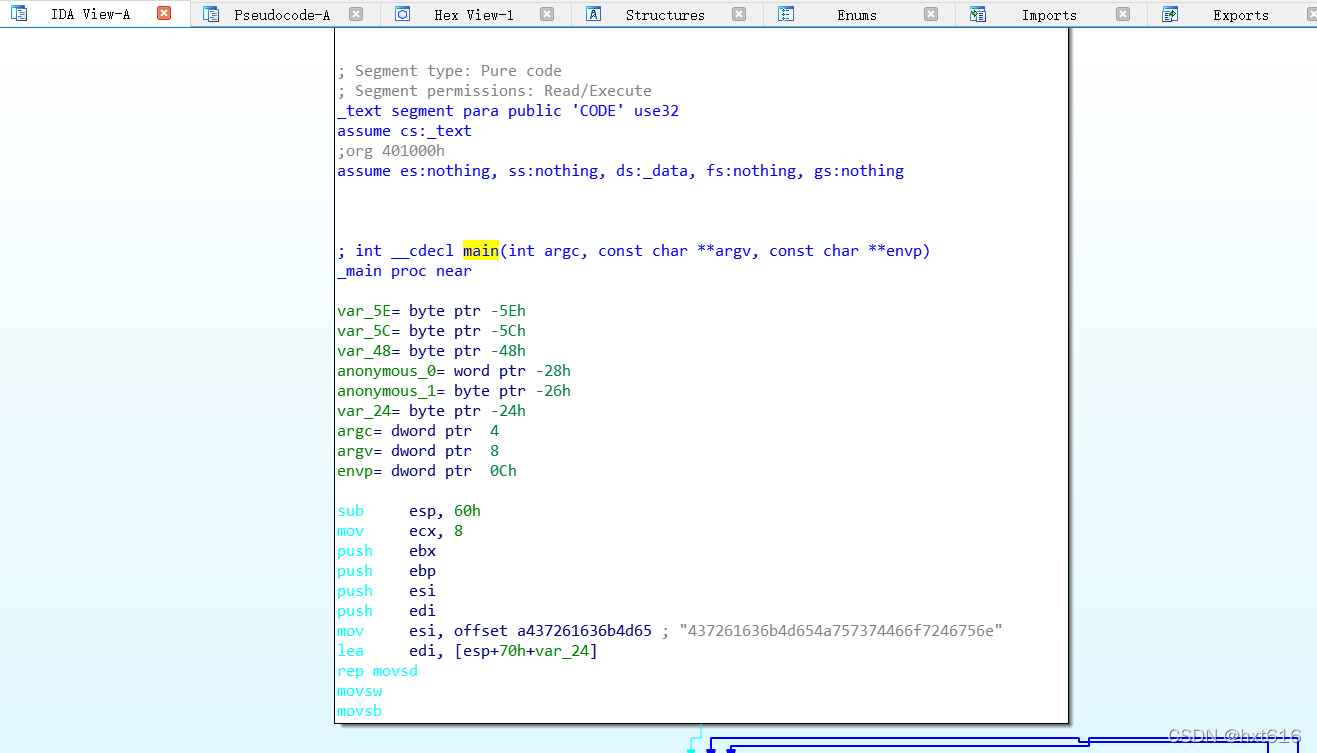 IDA View-A Pseudocode-A Hex View-1 Structures Enums Imports Exports
; Segment type: Pure code
; Segment permissions: Read/Execute
_text segment para public 'CODE' use32
assume cs:_text
;org 401000h
assume es:nothing, ss:nothing, ds:_data, fs:nothing, gs:nothing
; int __cdecl main(int argc, const char **argv, const char **envp)
_main proc near
var_5E= byte ptr -5Eh
var_5C= byte ptr -5Ch
var_48= byte ptr -48h
anonymous_0= word ptr -28h
anonymous_1= byte ptr -26h
var_24= byte ptr -24h
argc= dword ptr 4
argv= dword ptr 8
envp= dword ptr 0Ch
sub esp, 60h
mov ecx, 8
push ebx
push ebp
push esi
push edi
mov esi, offset a437261636b4d65 ; "437261636b4d654a757374466f7246756e"
lea edi, [esp+70h+var_24]
rep movsd
movsw
movsb
CSDN @hxt616